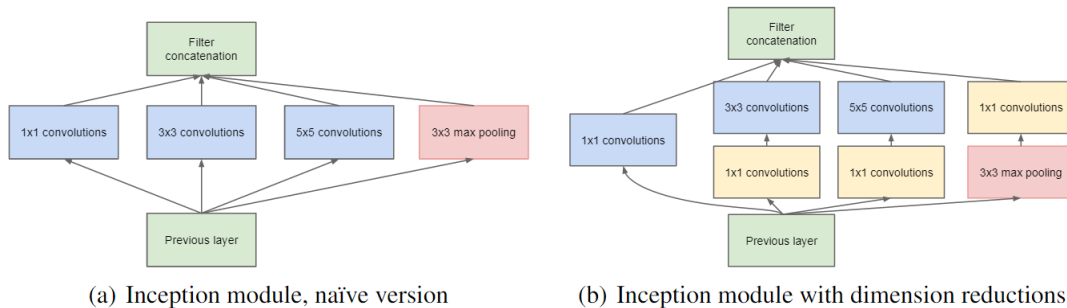 Filter
concatenation
1x1 convolutions
3x3 convolutions
5x5 convolutions
3x3 max pooling
Previous layer
(a) Inception module, naïve version
Filter
concatenation
3x3 convolutions
5x5 convolutions
1x1 convolutions
1x1 convolutions
1x1 convolutions
1x1 convolutions
3x3 max pooling
Previous layer
(b) Inception module with dimension reductions